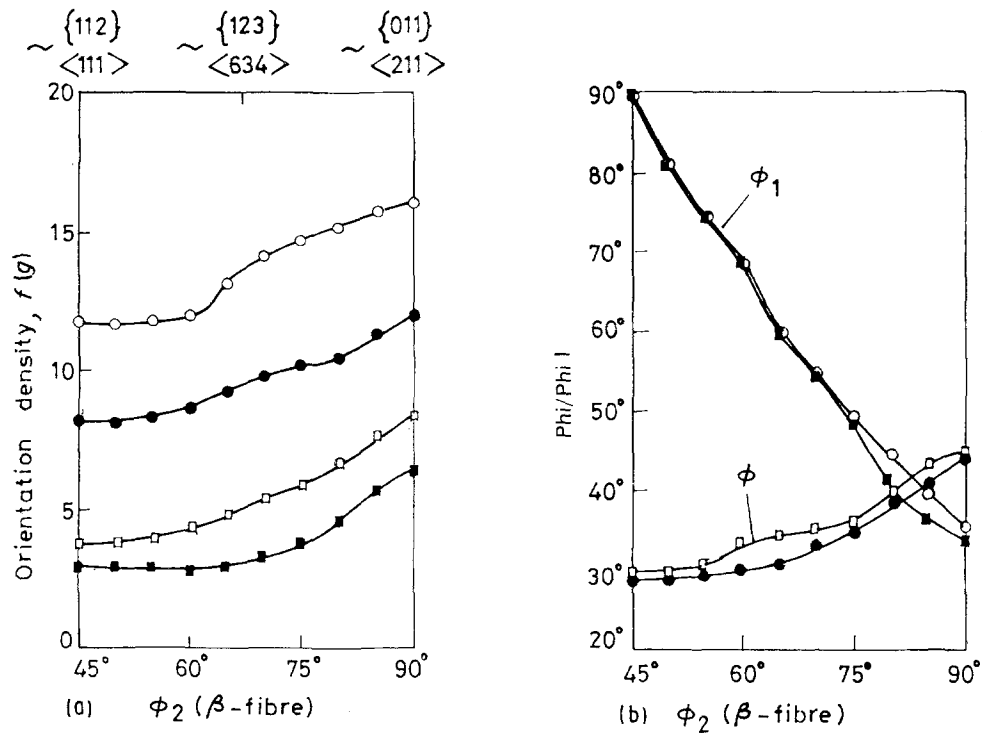 ~ {112} ~ {123} ~ {011}
<111> <634> <211>
20
15
10
5
0
Orientation density, f(g)
45° 60° 75° 90°
(a) ϕ2 (β-fibre)
90°
80°
70°
60°
50°
40°
30°
20°
Phi/Phi I
ϕ1
ϕ
45° 60° 75° 90°
(b) ϕ2 (β-fibre)